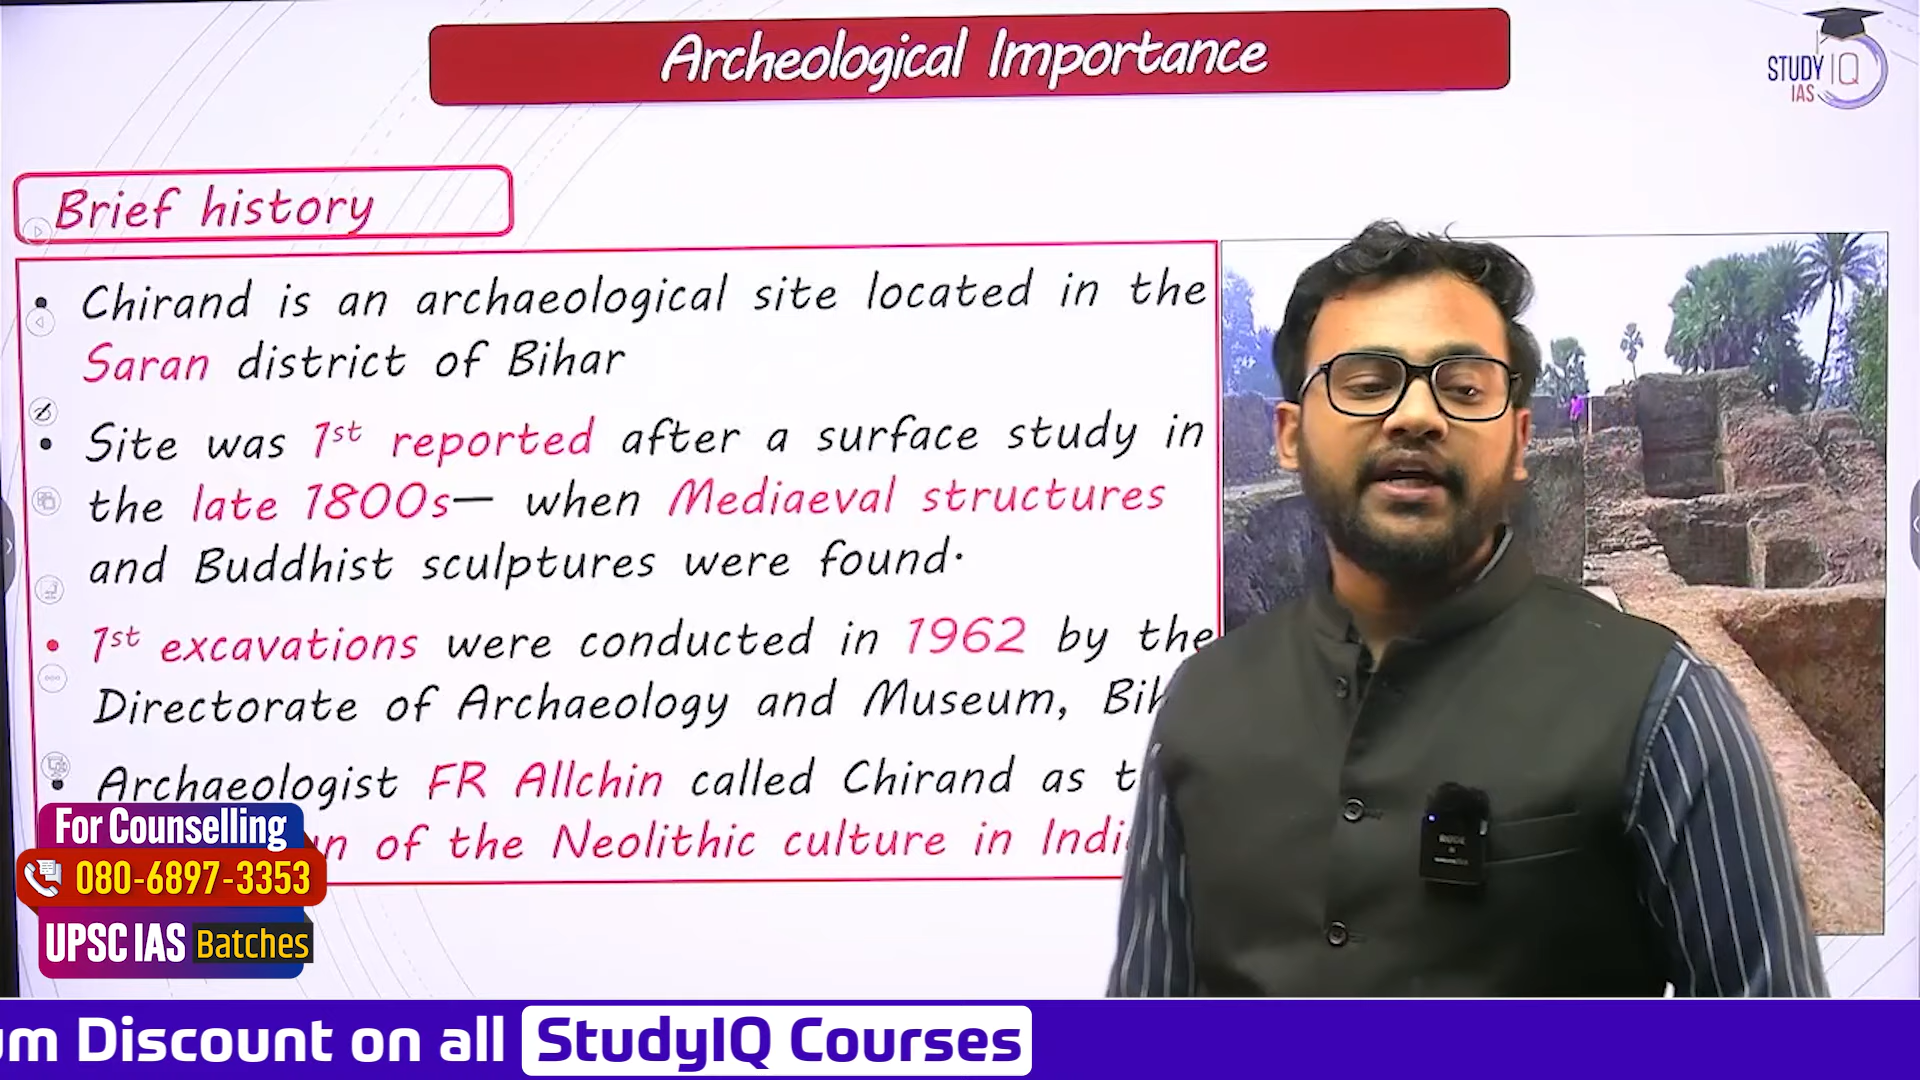 Archeological Importance
STUDY IQ
IAS
Brief history
• Chirand is an archaeological site located in the
Saran district of Bihar
• Site was 1st reported after a surface study in
the late 1800s— when Mediaeval structures
and Buddhist sculptures were found.
• 1st excavations were conducted in 1962 by the
Directorate of Archaeology and Museum,
• Archaeologist FR Allchin called Chirand as
of the Neolithic culture in
For Counselling
080-6897-3353
UPSC IAS Batches
Discount on all StudyIQ Courses